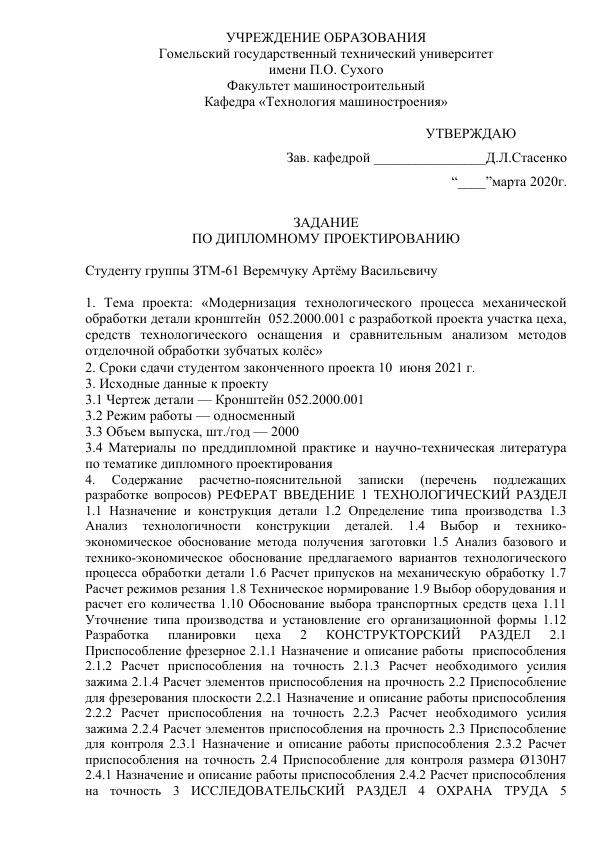 УЧРЕЖДЕНИЕ ОБРАЗОВАНИЯ
Гомельский государственный технический университет
имени П.О. Сухого
Факультет машиностроительный
Кафедра «Технология машиностроения»
УТВЕРЖДАЮ
Зав. кафедрой ________________Д.Л.Стасенко
“____”марта 2020г.
ЗАДАНИЕ
ПО ДИПЛОМНОМУ ПРОЕКТИРОВАНИЮ
Студенту группы ЗТМ-61 Веремчуку Артёму Васильевичу
1. Тема проекта: «Модернизация технологического процесса механической
обработки детали кронштейн 052.2000.001 с разработкой проекта участка цеха,
средств технологического оснащения и сравнительным анализом методов
отделочной обработки зубчатых колёс»
2. Сроки сдачи студентом законченного проекта 10 июня 2021 г.
3. Исходные данные к проекту
3.1 Чертеж детали — Кронштейн 052.2000.001
3.2 Режим работы — односменный
3.3 Объем выпуска, шт./год — 2000
3.4 Материалы по преддипломной практике и научно-техническая литература
по тематике дипломного проектирования
4. Содержание расчетно-пояснительной записки (перечень подлежащих
разработке вопросов) РЕФЕРАТ ВВЕДЕНИЕ 1 ТЕХНОЛОГИЧЕСКИЙ РАЗДЕЛ
1.1 Назначение и конструкция детали 1.2 Определение типа производства 1.3
Анализ технологичности конструкции деталей. 1.4 Выбор и технико-
экономическое обоснование метода получения заготовки 1.5 Анализ базового и
технико-экономическое обоснование предлагаемого вариантов технологического
процесса обработки детали 1.6 Расчет припусков на механическую обработку 1.7
Расчет режимов резания 1.8 Техническое нормирование 1.9 Выбор оборудования и
расчет его количества 1.10 Обоснование выбора транспортных средств цеха 1.11
Уточнение типа производства и установление его организационной формы 1.12
Разработка планировки цеха 2 КОНСТРУКТОРСКИЙ РАЗДЕЛ 2.1
Приспособление фрезерное 2.1.1 Назначение и описание работы приспособления
2.1.2 Расчет приспособления на точность 2.1.3 Расчет необходимого усилия
зажима 2.1.4 Расчет элементов приспособления на прочность 2.2 Приспособление
для фрезерования плоскости 2.2.1 Назначение и описание работы приспособления
2.2.2 Расчет приспособления на точность 2.2.3 Расчет необходимого усилия
зажима 2.2.4 Расчет элементов приспособления на прочность 2.3 Приспособление
для контроля 2.3.1 Назначение и описание работы приспособления 2.3.2 Расчет
приспособления на точность 2.4 Приспособление для контроля размера Ø130H7
2.4.1 Назначение и описание работы приспособления 2.4.2 Расчет приспособления
на точность 3 ИССЛЕДОВАТЕЛЬСКИЙ РАЗДЕЛ 4 ОХРАНА ТРУДА 5